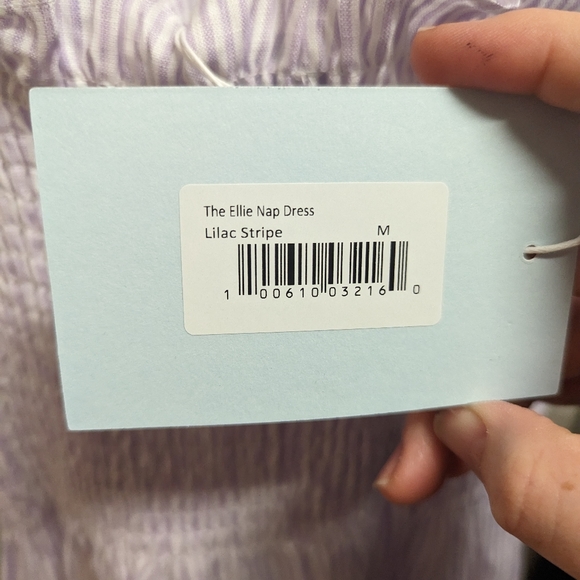 The Ellie Nap Dress
Lilac Stripe M
1 00610 03216 0